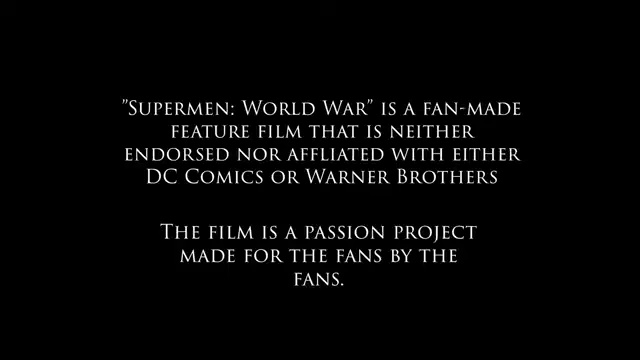 ”Supermen: World War” is a fan-made
feature film that is neither
endorsed nor affliated with either
DC Comics or Warner Brothers
The film is a passion project
made for the fans by the
fans.